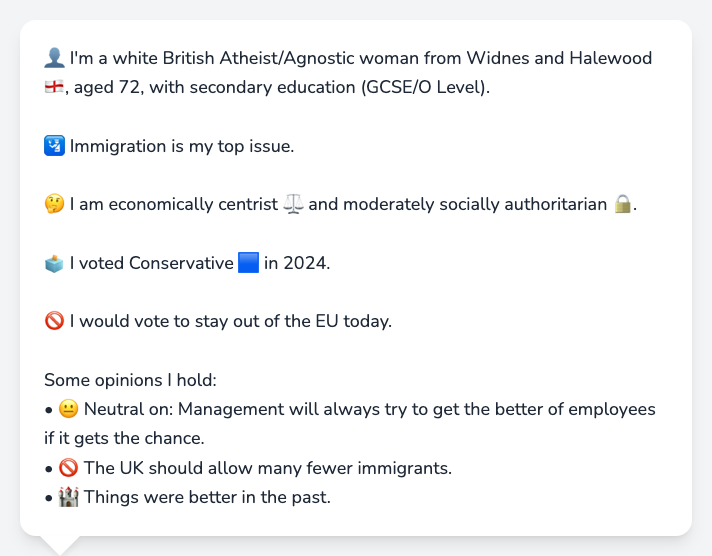 👤 I'm a white British Atheist/Agnostic woman from Widnes and Halewood
🏴󠁧󠁢󠁥󠁮󠁧󠁿, aged 72, with secondary education (GCSE/O Level).
🛂 Immigration is my top issue.
🤔 I am economically centrist ⚖️ and moderately socially authoritarian 🔒.
🗳️ I voted Conservative 🟦 in 2024.
🚫 I would vote to stay out of the EU today.
Some opinions I hold:
• 😐 Neutral on: Management will always try to get the better of employees
if it gets the chance.
• 🚫 The UK should allow many fewer immigrants.
• 🏰 Things were better in the past.